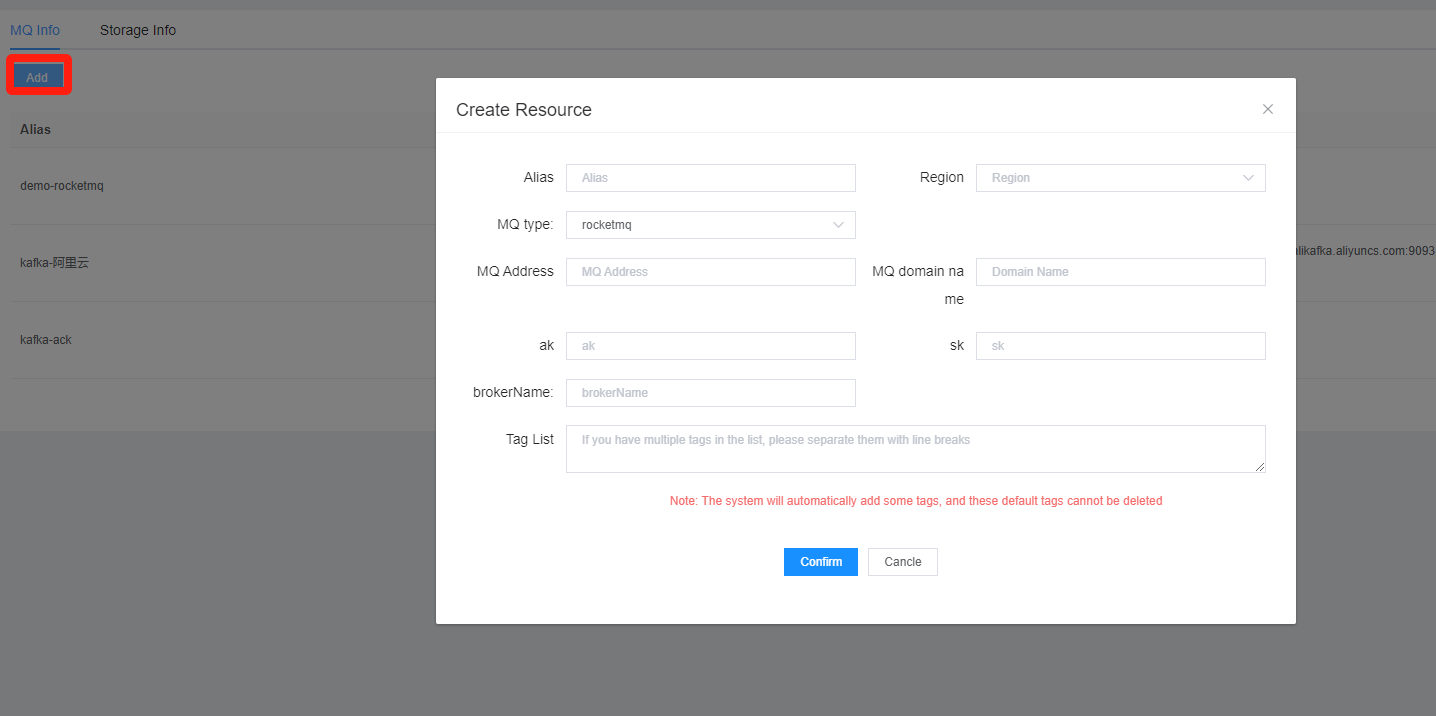 MQ Info Storage Info
Add
Alias
demo-rocketmq
kafka-阿里云
likafka.aliyuncs.com:9093
kafka-ack
Create Resource
Alias Alias Region Region
MQ type: rocketmq
MQ Address MQ Address MQ domain na
me Domain Name
ak ak sk sk
brokerName: brokerName
Tag List If you have multiple tags in the list, please separate them with line breaks
Note: The system will automatically add some tags, and these default tags cannot be deleted
Confirm Cancle